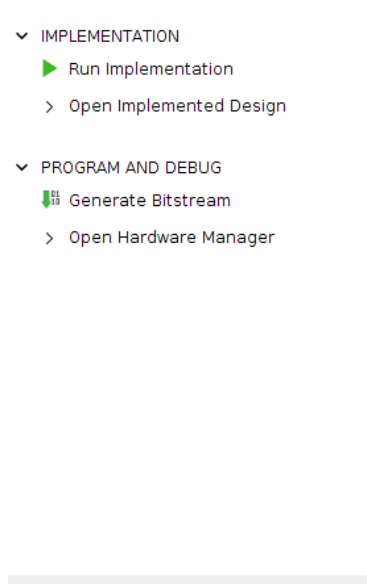 IMPLEMENTATION
Run Implementation
Open Implemented Design
PROGRAM AND DEBUG
Generate Bitstream
Open Hardware Manager